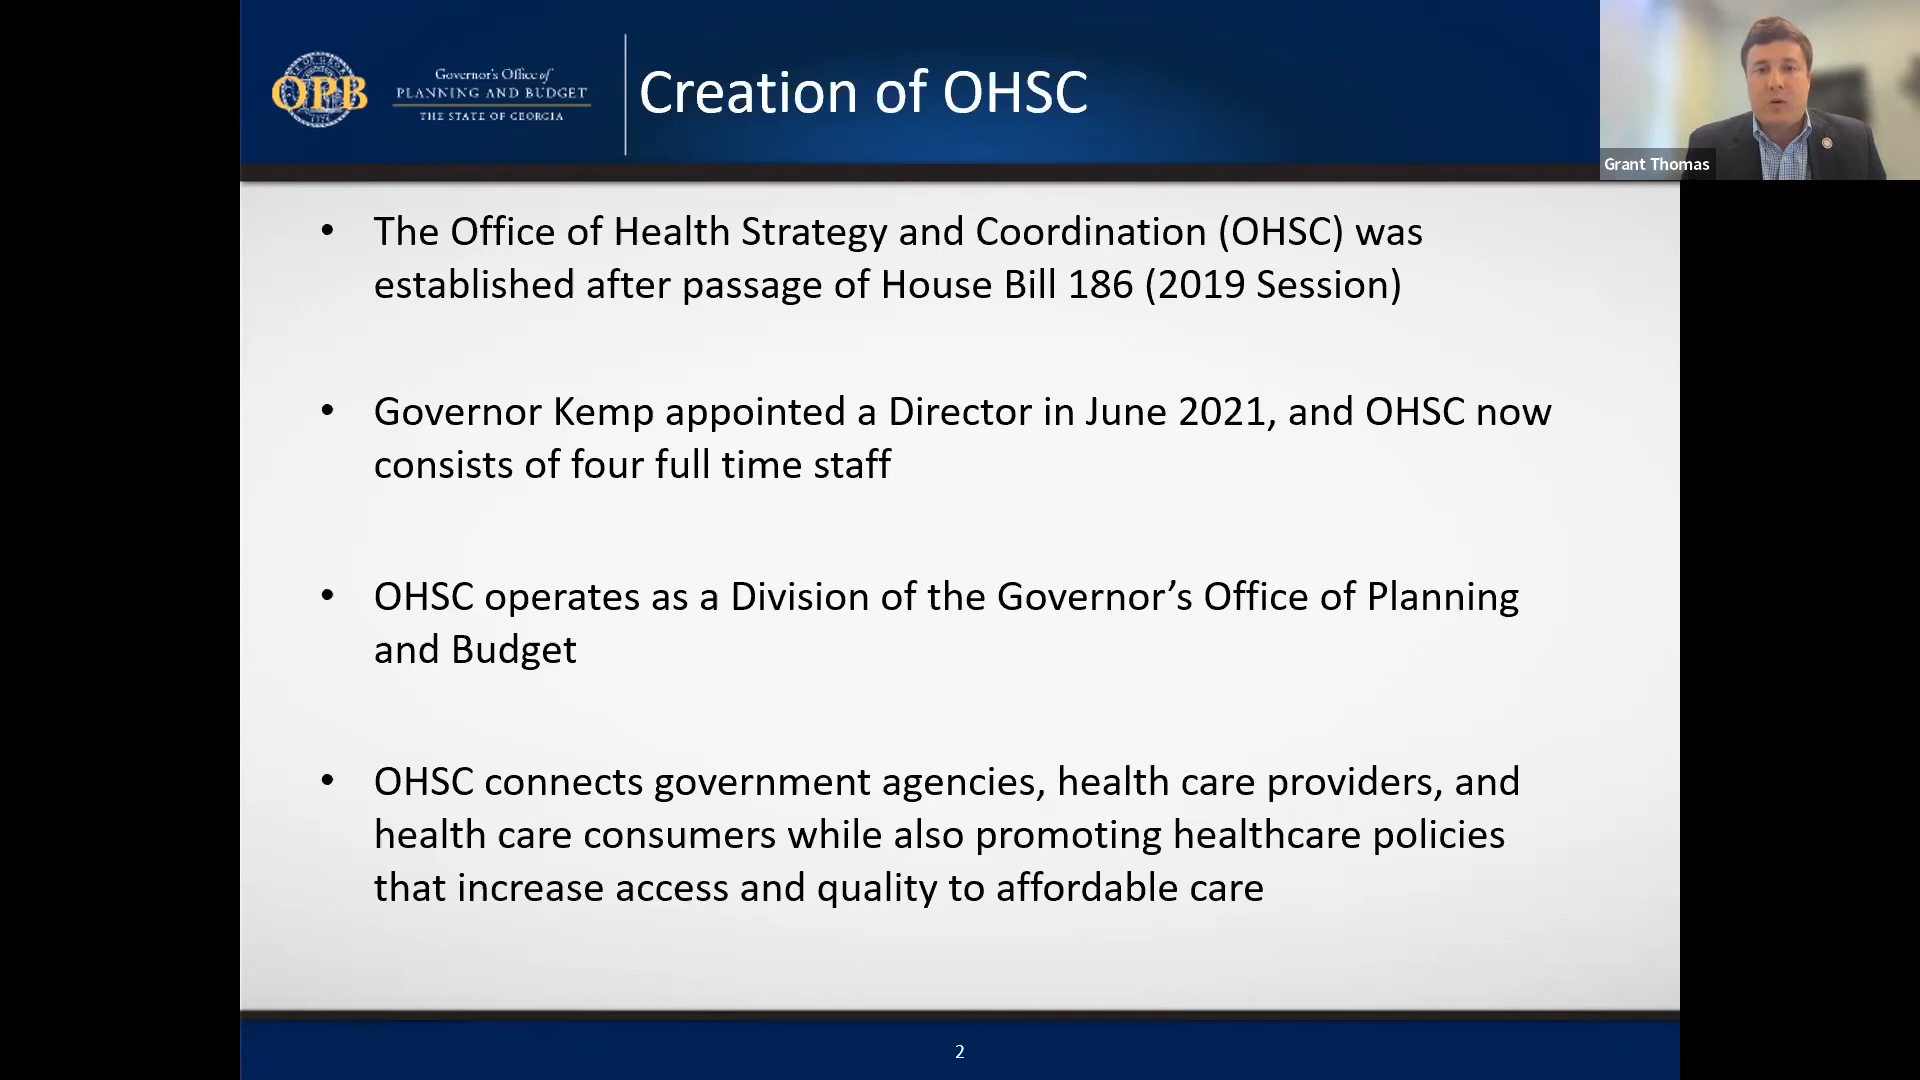 OPB
Governor's Office of
PLANNING AND BUDGET
THE STATE OF GEORGIA
Creation of OHSC
Grant Thomas
• The Office of Health Strategy and Coordination (OHSC) was
established after passage of House Bill 186 (2019 Session)
• Governor Kemp appointed a Director in June 2021, and OHSC now
consists of four full time staff
• OHSC operates as a Division of the Governor’s Office of Planning
and Budget
• OHSC connects government agencies, health care providers, and
health care consumers while also promoting healthcare policies
that increase access and quality to affordable care
2